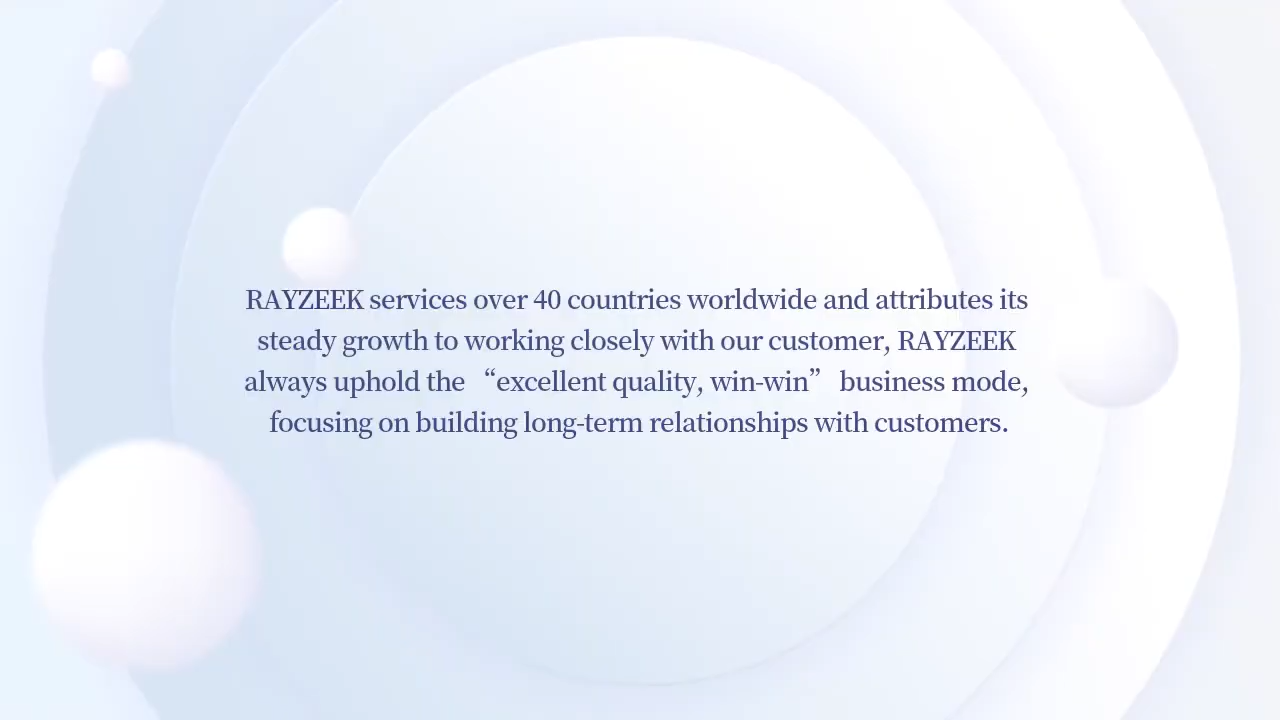 RAYZEEK services over 40 countries worldwide and attributes its
steady growth to working closely with our customer, RAYZEEK
always uphold the “excellent quality, win-win” business mode,
focusing on building long-term relationships with customers.